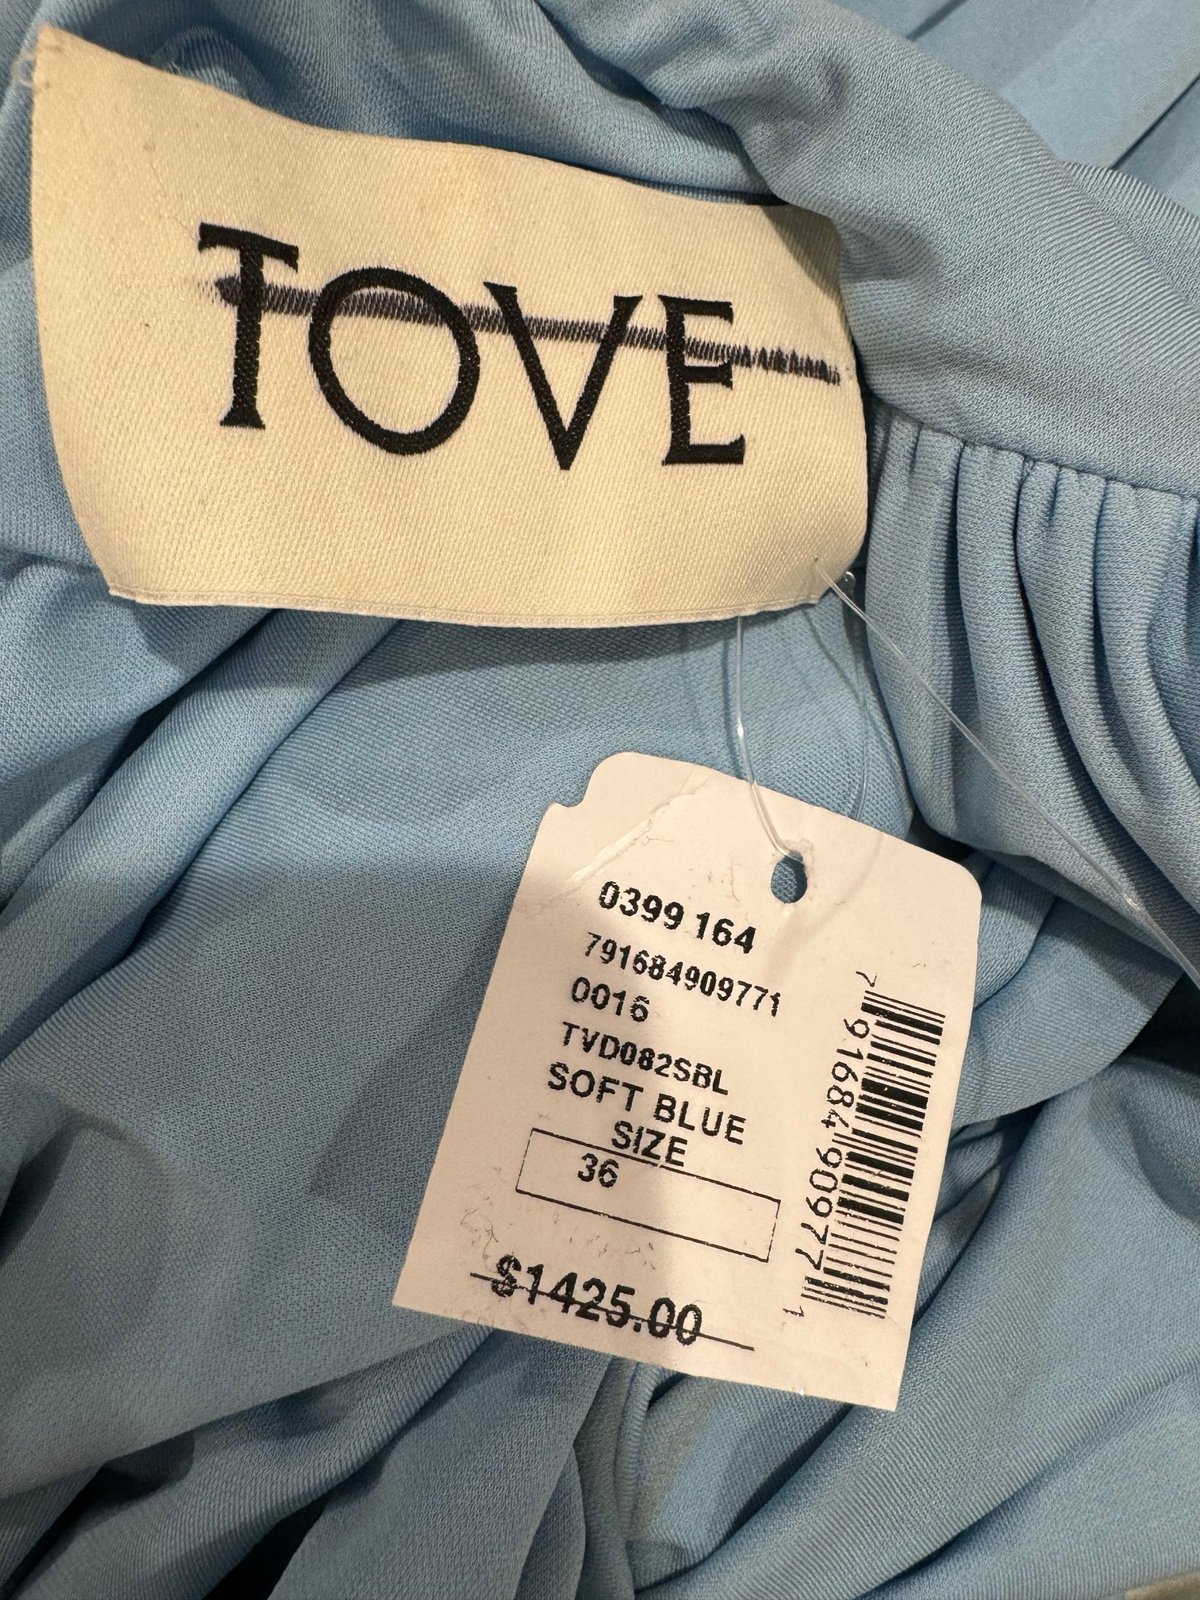 TOVE
0399 164
791684909771
0016
TVD082SBL
SOFT BLUE
SIZE
36
$1425.00
7 91684 90977 1